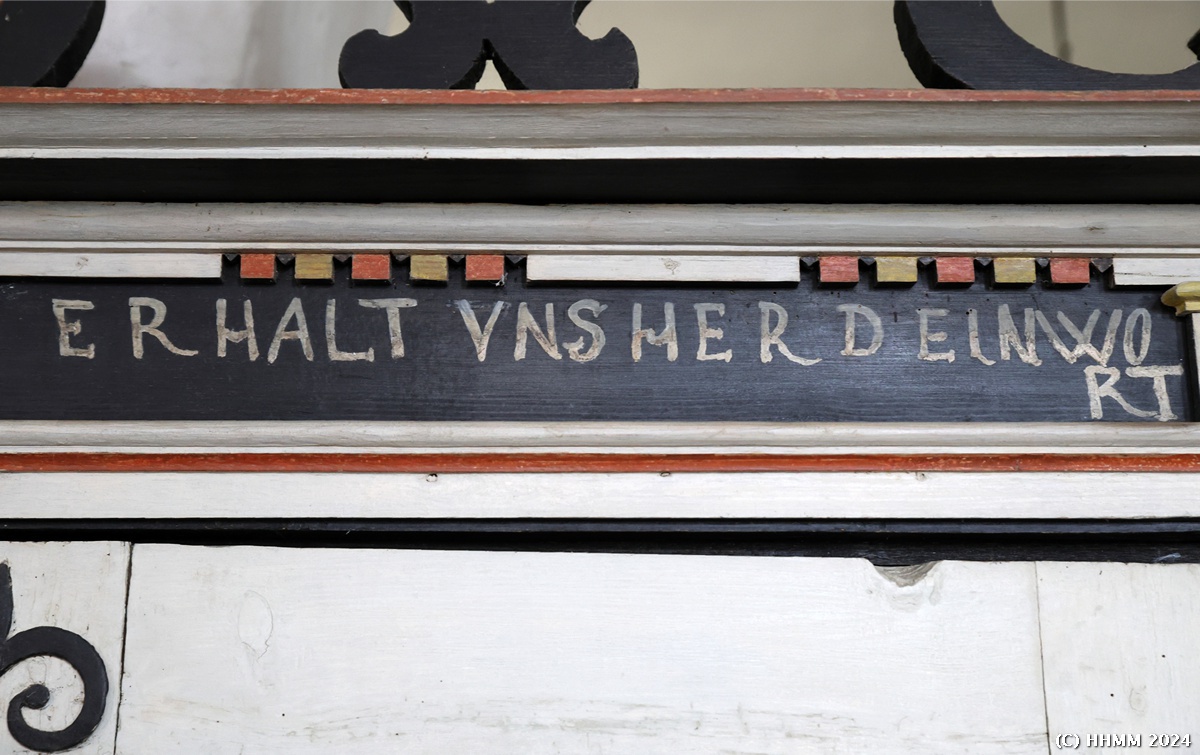 ERHALT VNS HER DEIN WO
RT
(C) HHMM 2024